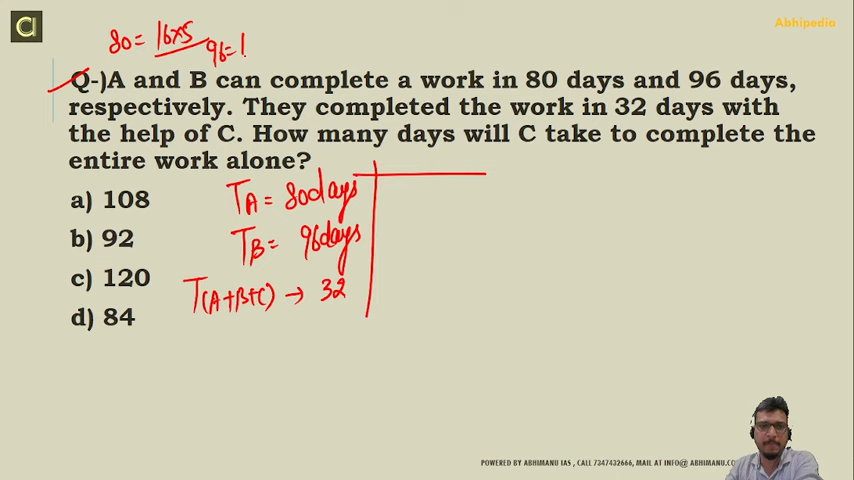 Abhipedia
80 = 16x5
96 = 1
Q-)A and B can complete a work in 80 days and 96 days,
respectively. They completed the work in 32 days with
the help of C. How many days will C take to complete the
entire work alone?
a) 108
b) 92
c) 120
d) 84
TA = 80days
TB = 96days
T(A+B+C) → 32
POWERED BY ABHIMANU IAS , CALL 7347432666, MAIL AT INFO@ ABHIMANU.CO